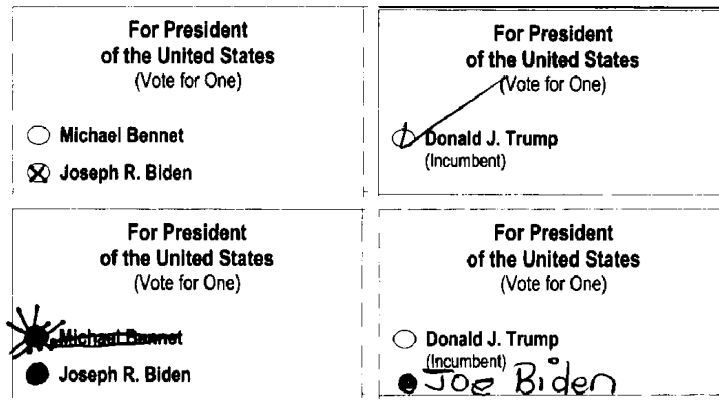 For President
of the United States
(Vote for One)
Michael Bennet
Joseph R. Biden
For President
of the United States
(Vote for One)
Donald J. Trump
(Incumbent)
For President
of the United States
(Vote for One)
Michael Bennet
Joseph R. Biden
For President
of the United States
(Vote for One)
Donald J. Trump
(Incumbent)
Joe Biden